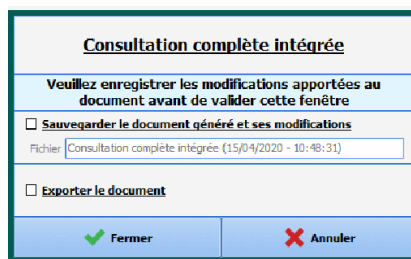 Consultation complète intégrée
Veuillez enregistrer les modifications apportées au
document avant de valider cette fenêtre
Sauvegarder le document généré et ses modifications
Fichier Consultation complète intégrée (15/04/2020 - 10:48:31)
Exporter le document
Fermer Annuler